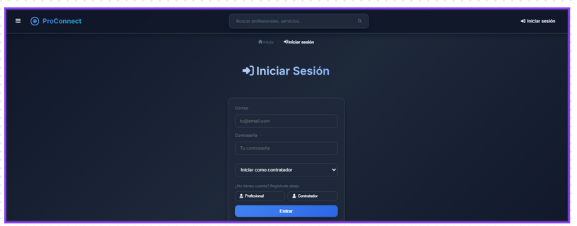 ProConnect
Buscar profesionales, servicios...
Iniciar sesión
Inicio
Iniciar sesión
Iniciar Sesión
Correo
tu@email.com
Contraseña
Tu contraseña
Iniciar como contratador
¿No tienes cuenta? Regístrate como:
Profesional
Contratador
Entrar